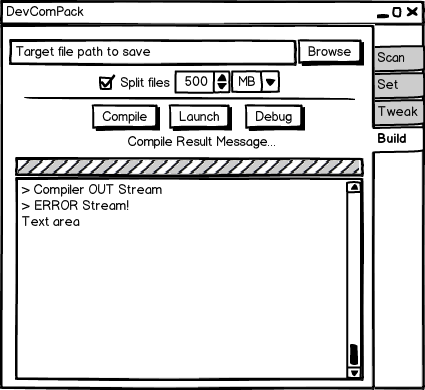 DevComPack
Target file path to save
Browse
Split files
500
MB
Compile
Launch
Debug
Compile Result Message...
> Compiler OUT Stream
> ERROR Stream!
Text area
Scan
Set
Tweak
Build